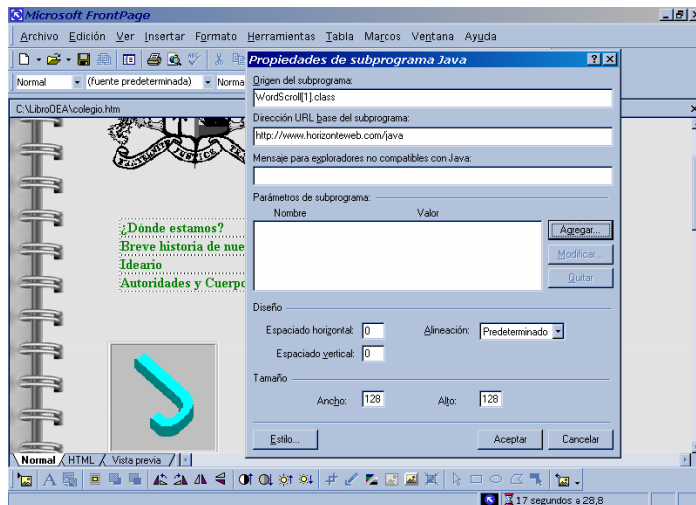 Microsoft FrontPage
Archivo Edición Ver Insertar Formato Herramientas Tabla Marcos Ventana Ayuda
Normal (fuente predeterminada) Norma
C:\LibroOEA\colegio.htm
FRATERNITY JUSTICE
¿Dónde estamos?
Breve historia de nue
Ideario
Autoridades y Cuerpo
Propiedades de subprograma Java
Origen del subprograma:
WordScroll[1].class
Dirección URL base del subprograma:
http://www.horizonteweb.com/java
Mensaje para exploradores no compatibles con Java:
Parámetros de subprograma:
Nombre Valor
Agregar...
Modificar...
Quitar
Diseño
Espaciado horizontal: 0 Alineación: Predeterminado
Espaciado vertical: 0
Tamaño
Ancho: 128 Alto: 128
Estilo... Aceptar Cancelar
Normal HTML Vista previa
17 segundos a 28,8